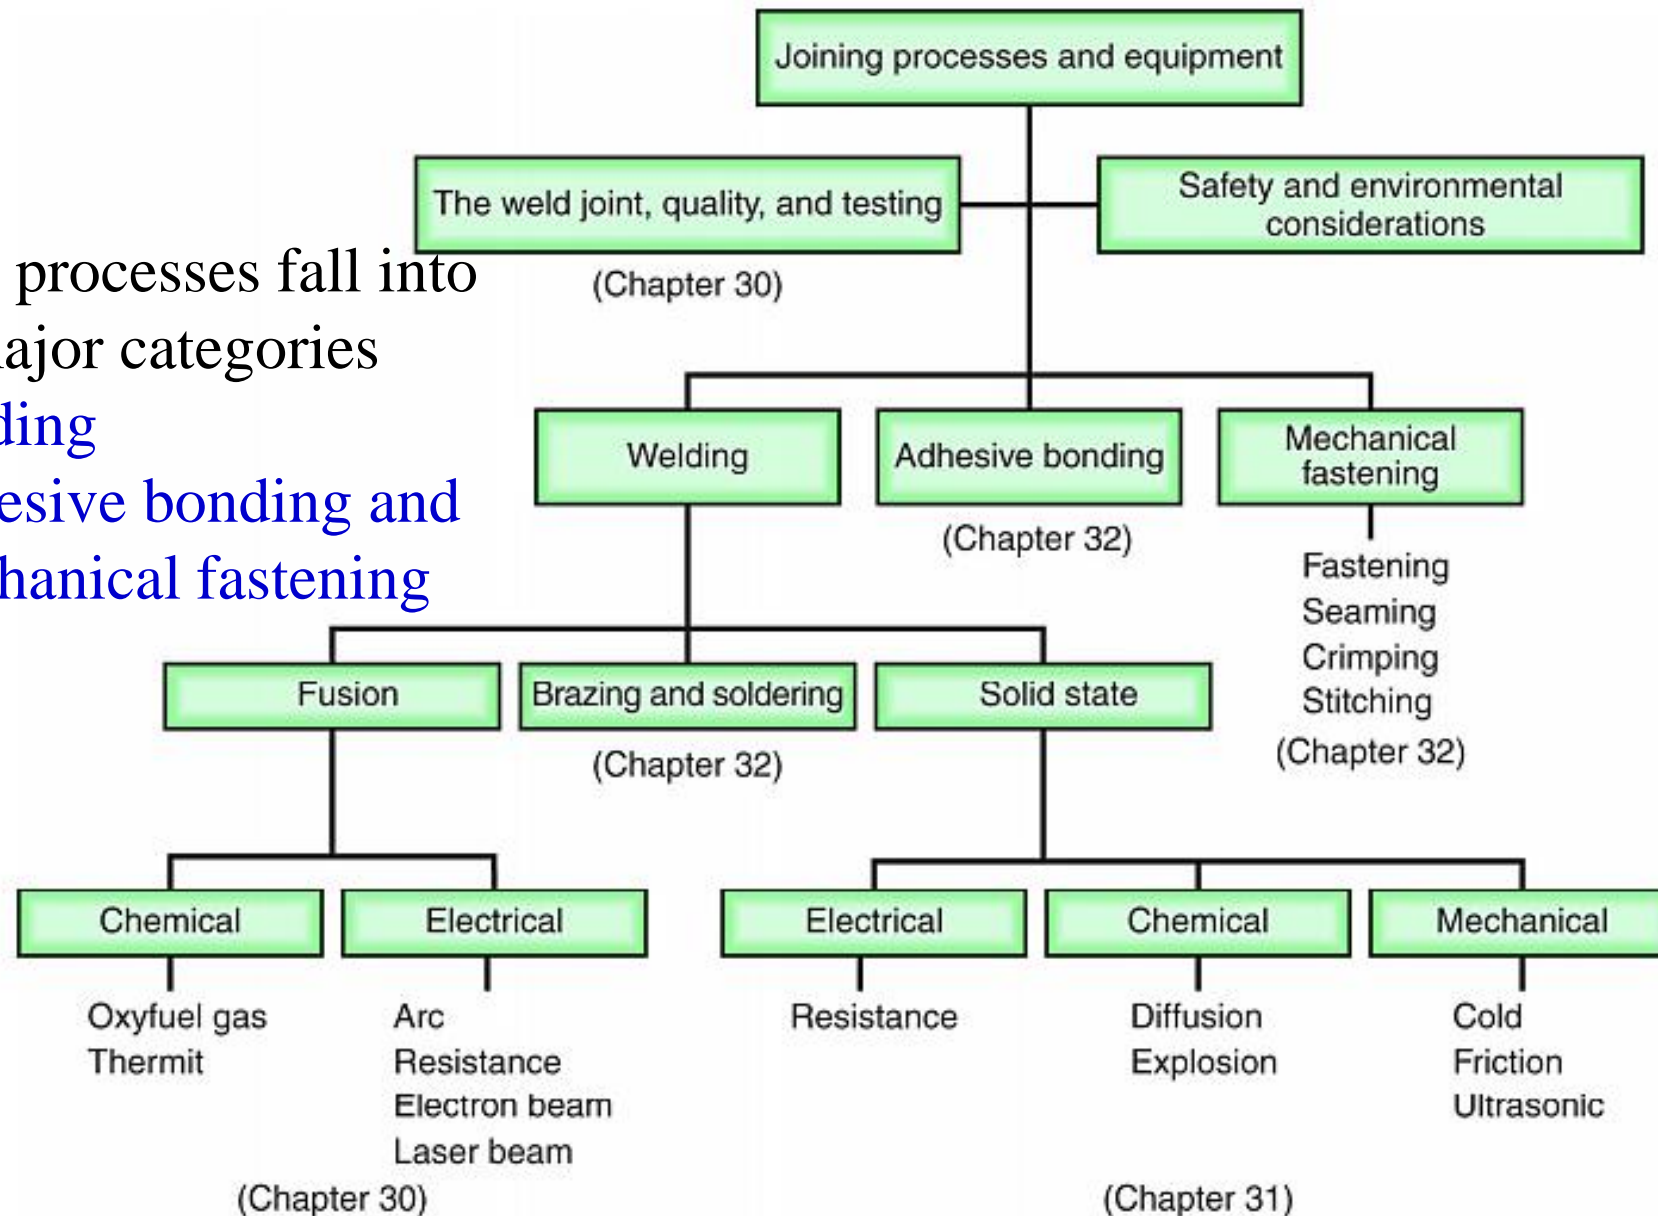 Joining processes and equipment
The weld joint, quality, and testing
Safety and environmental
considerations
(Chapter 30)
processes fall into
categories
esive bonding and
hanical fastening
Welding
Adhesive bonding
Mechanical
fastening
(Chapter 32)
Fastening
Seaming
Crimping
Stitching
(Chapter 32)
Fusion
Brazing and soldering
Solid state
(Chapter 32)
Chemical
Electrical
Electrical
Chemical
Mechanical
Oxyfuel gas
Thermit
Arc
Resistance
Electron beam
Laser beam
(Chapter 30)
Resistance
Diffusion
Explosion
Cold
Friction
Ultrasonic
(Chapter 31)